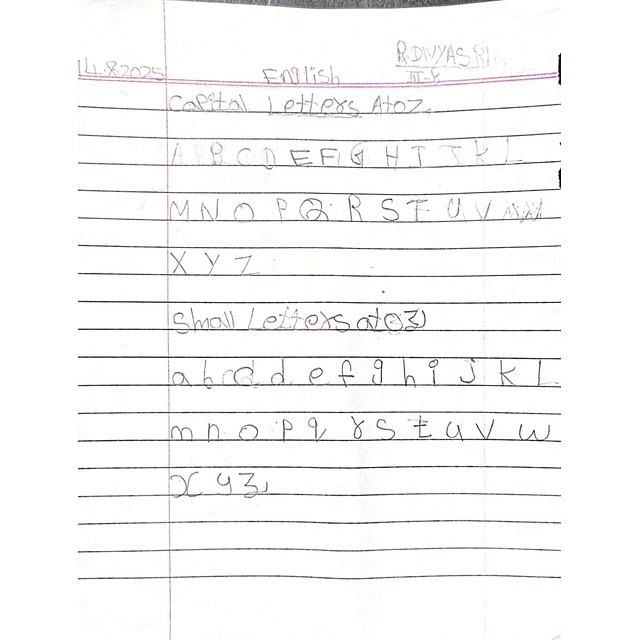 R.DIVYASRI
14.8.2025 English III-
Capital Letters A to Z
A B C D E F G H I J K L
M N O P Q R S T U V W
X Y Z
Small Letters a to z
a b c d e f g h i j k L
m n o p q r s t u v w
x y z